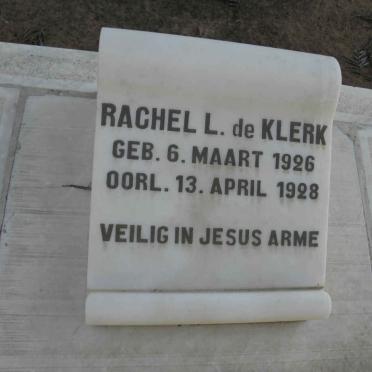 RACHEL L. de KLERK
GEB. 6. MAART 1926
OORL. 13. APRIL 1928
VEILIG IN JESUS ARME